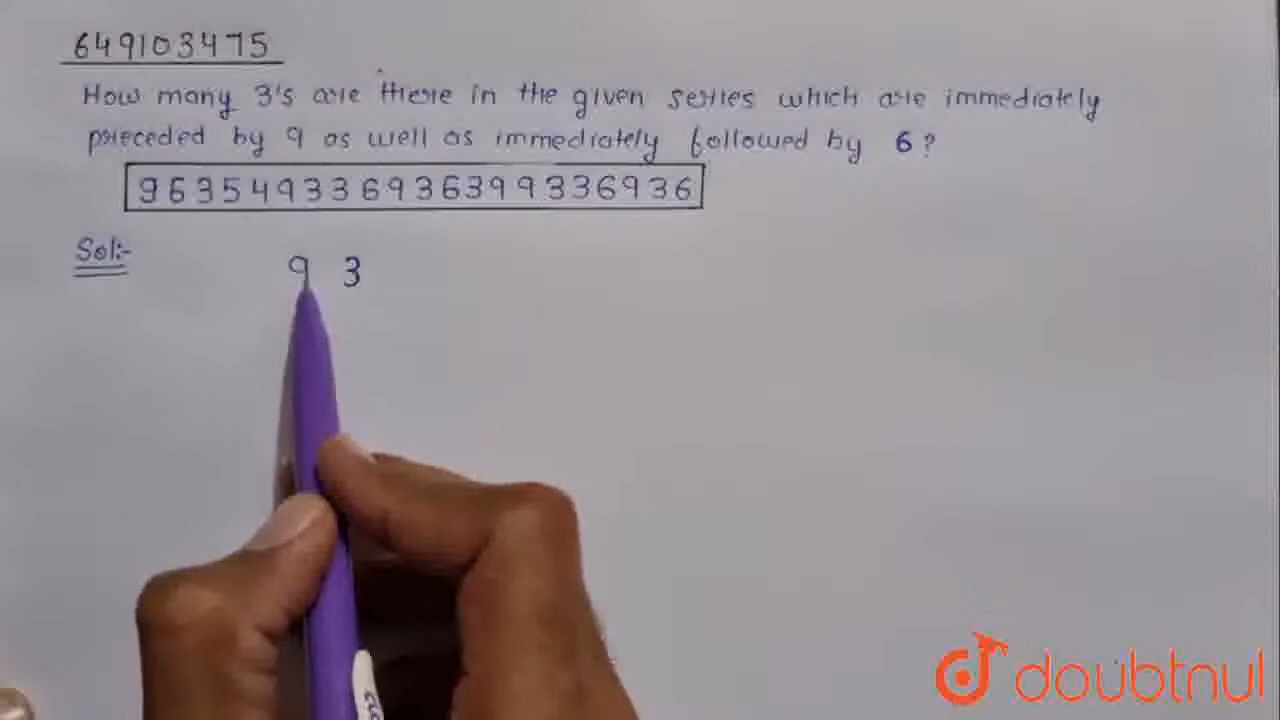 649103475
How many 3's are there in the given series which are immediately
preceded by 9 as well as immediately followed by 6?
9 6 3 5 4 9 3 3 6 9 3 6 3 9 9 3 3 6 9 3 6
Sol:-
9 3
doubtnut